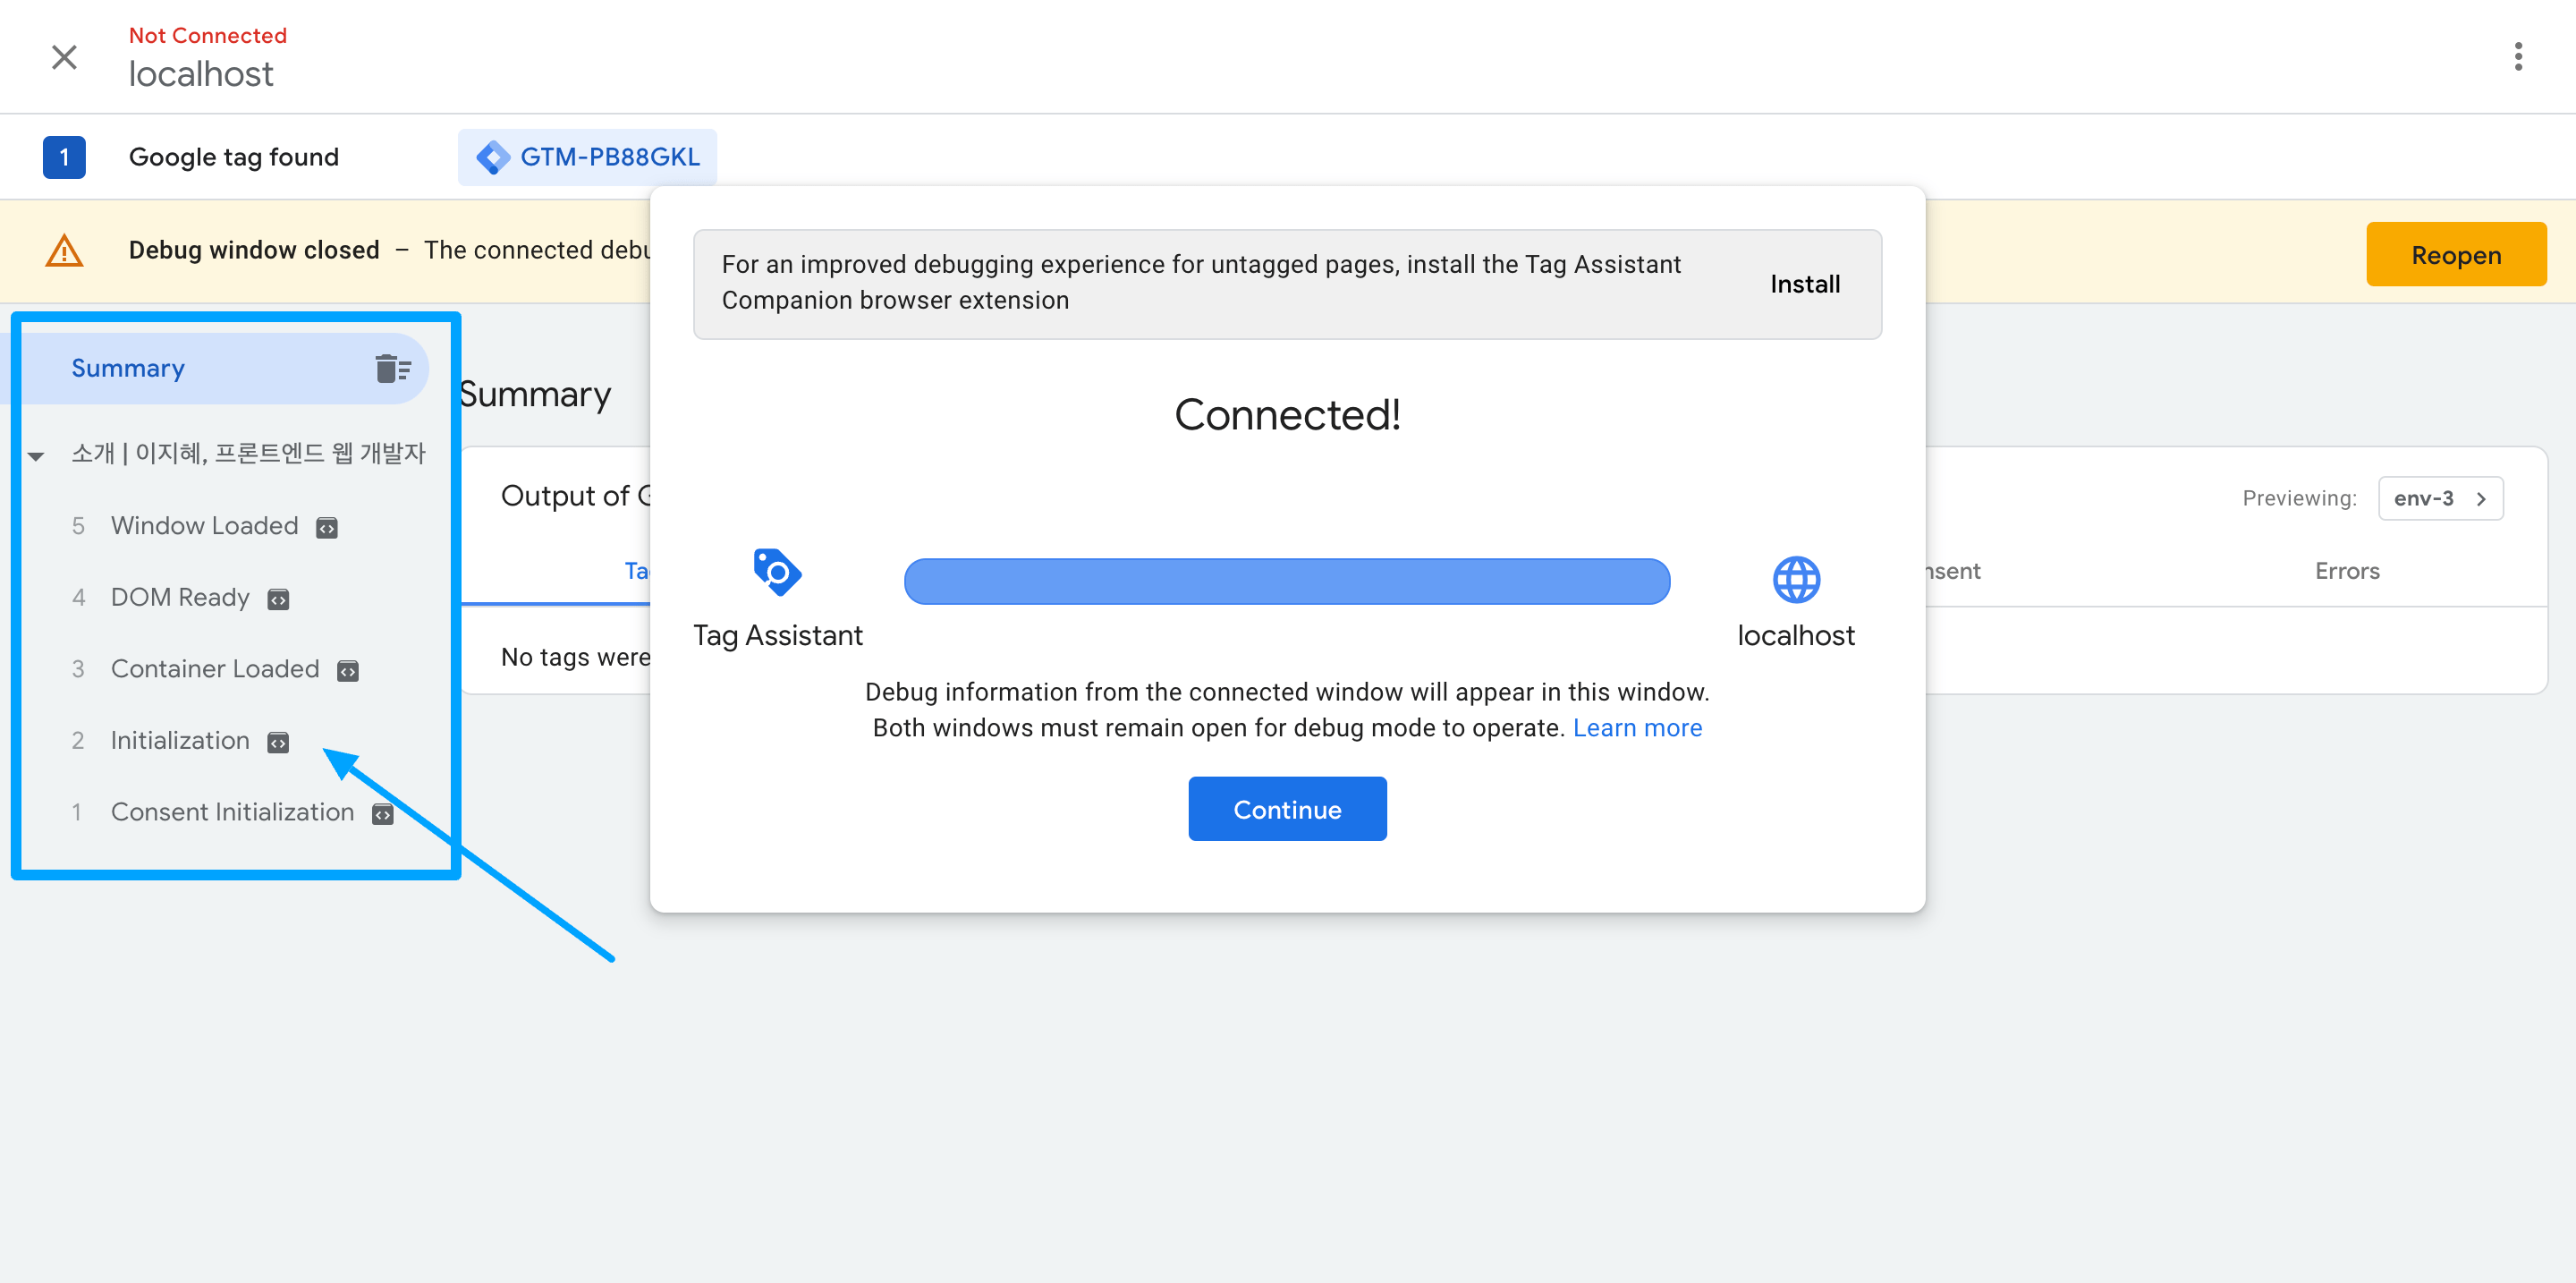 Not Connected
localhost
1 Google tag found GTM-PB88GKL
Debug window closed – The connected
Reopen
For an improved debugging experience for untagged pages, install the Tag Assistant
Companion browser extension
Install
Summary
소개 | 이지혜, 프론트엔드 웹 개발자
5 Window Loaded
4 DOM Ready
3 Container Loaded
2 Initialization
1 Consent Initialization
Summary
Output of
Previewing: env-3
Errors
No tags were
Connected!
Tag Assistant
localhost
Debug information from the connected window will appear in this window.
Both windows must remain open for debug mode to operate. Learn more
Continue